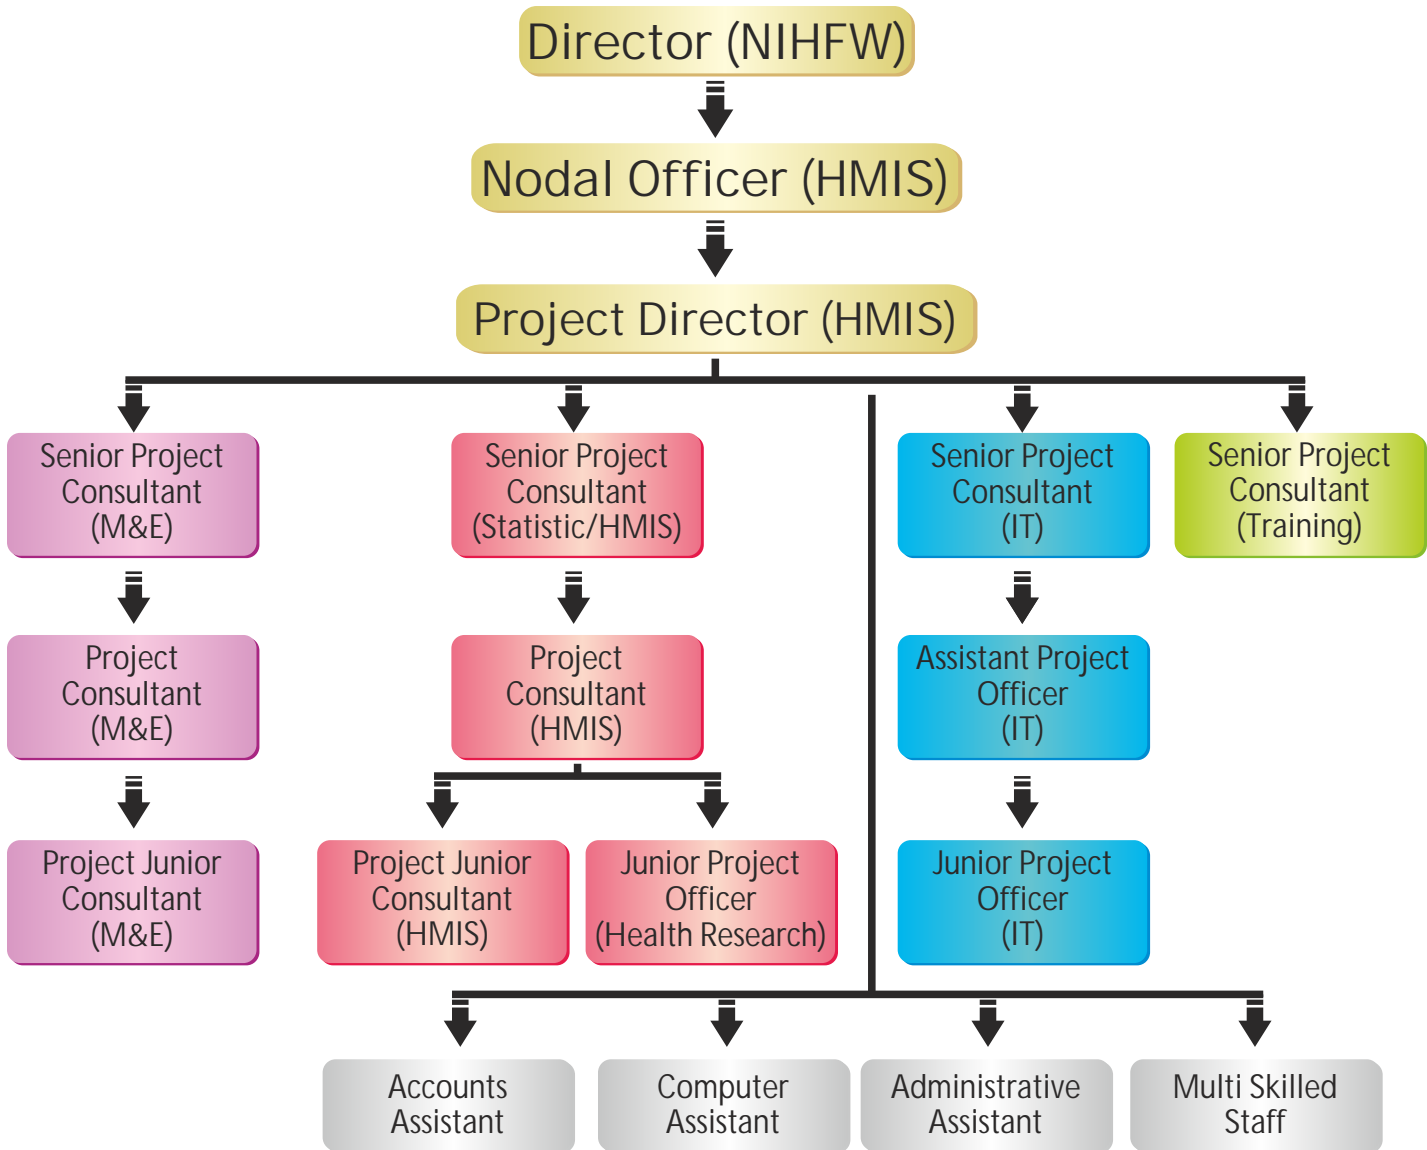 Director (NIHFW)
Nodal Officer (HMIS)
Project Director (HMIS)
Senior Project
Consultant
(M&E)
Senior Project
Consultant
(Statistic/HMIS)
Senior Project
Consultant
(IT)
Senior Project
Consultant
(Training)
Project
Consultant
(M&E)
Project
Consultant
(HMIS)
Assistant Project
Officer
(IT)
Project Junior
Consultant
(M&E)
Project Junior
Consultant
(HMIS)
Junior Project
Officer
(Health Research)
Junior Project
Officer
(IT)
Accounts
Assistant
Computer
Assistant
Administrative
Assistant
Multi Skilled
Staff